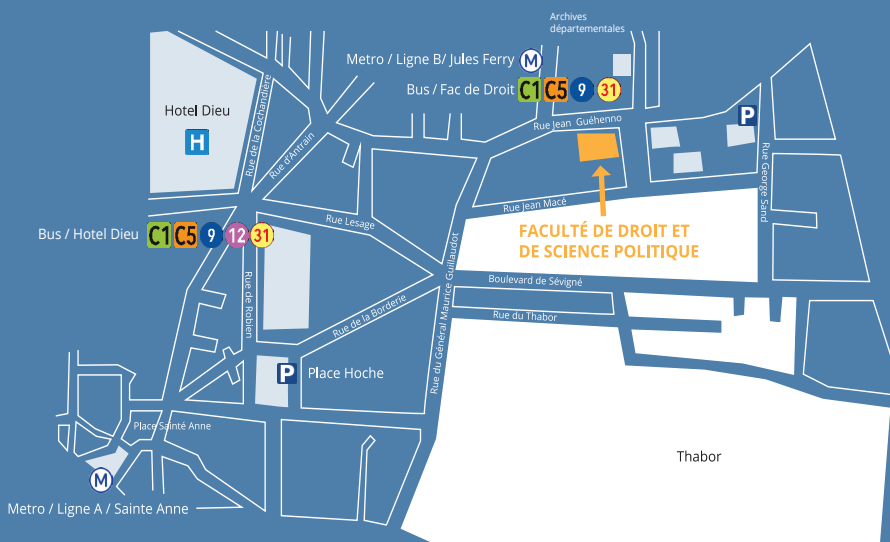 Archives
départementales
Metro / Ligne B/ Jules Ferry M
Bus / Fac de Droit C1 C5 9 31
Hotel Dieu
H
P
Rue de la Cochardière
Rue d'Antrain
Rue Jean Guéhenno
Rue George Sand
Rue Jean Macé
Rue Lesage
Bus / Hotel Dieu C1 C5 9 12 31
FACULTÉ DE DROIT ET
DE SCIENCE POLITIQUE
Rue du Général Maurice Guillaudot
Boulevard de Sévigné
Rue de Robien
Rue de la Borderie
Rue du Thabor
P Place Hoche
Place Sainté Anne
Thabor
M
Metro / Ligne A / Sainte Anne